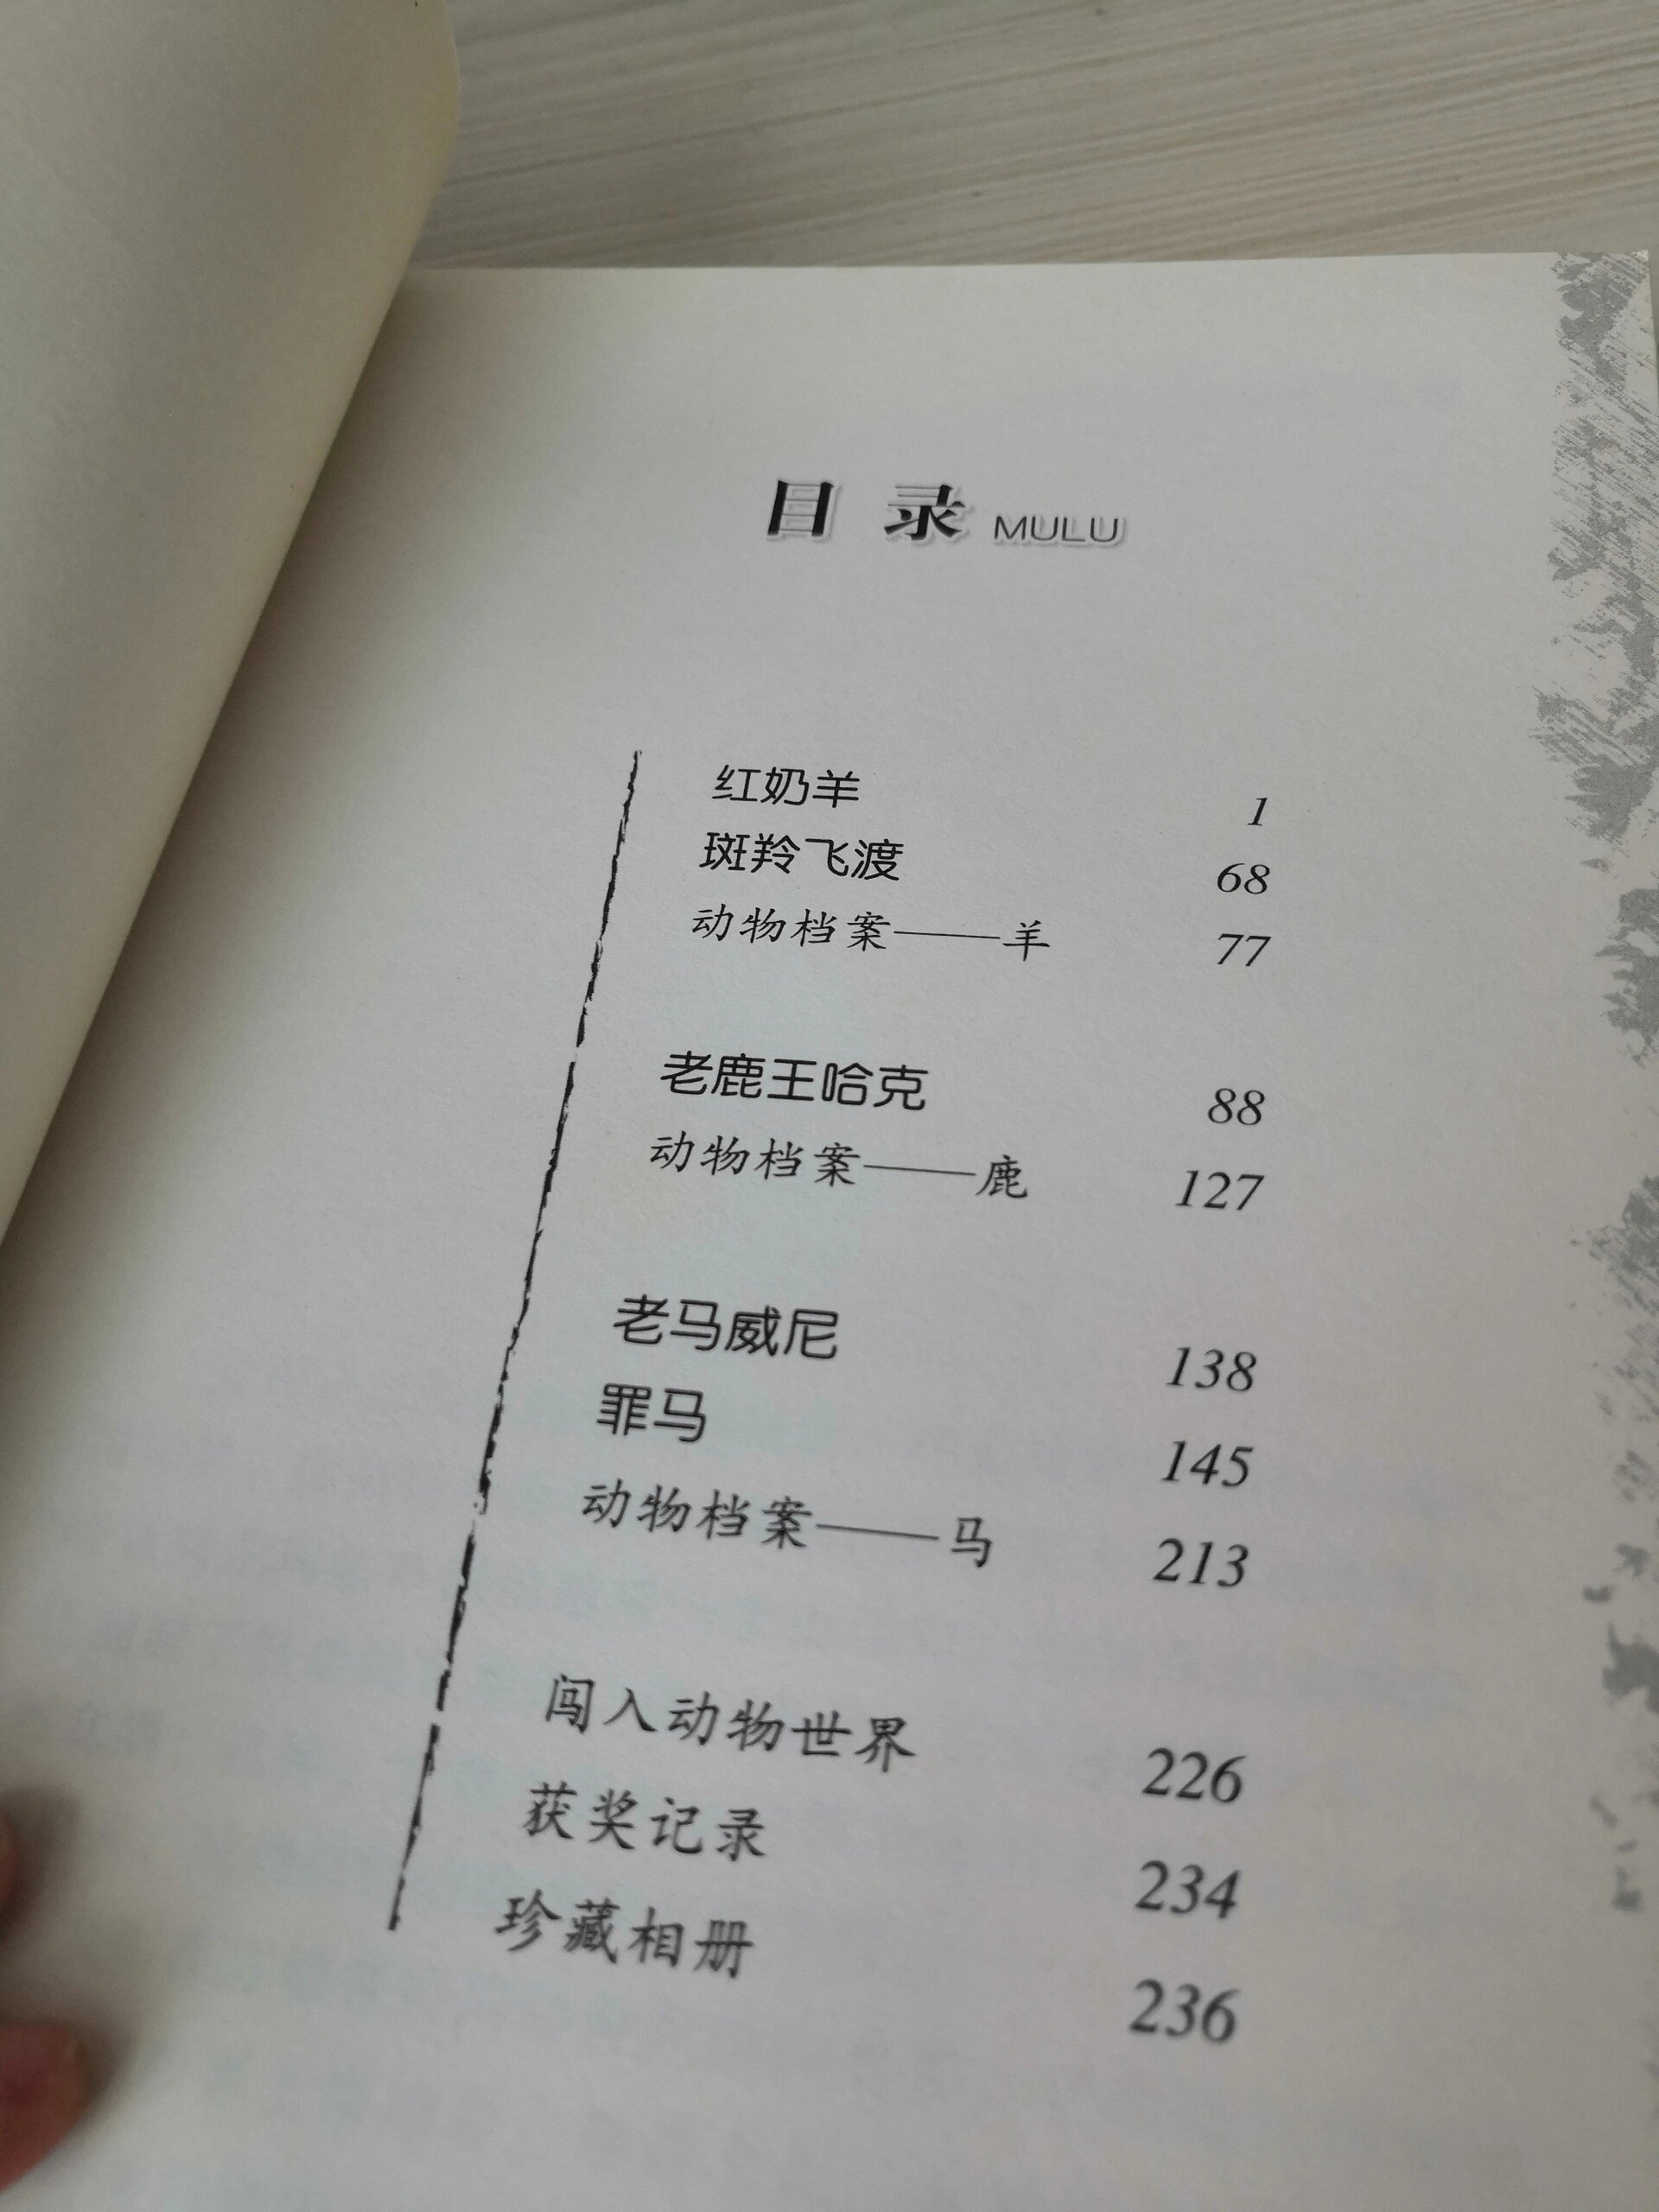 目录 MULU
红奶羊 1
斑羚飞渡 68
动物档案——羊 77
老鹿王哈克 88
动物档案——鹿 127
老马威尼 138
罪马 145
动物档案——马 213
闯入动物世界 226
获奖记录 234
珍藏相册 236